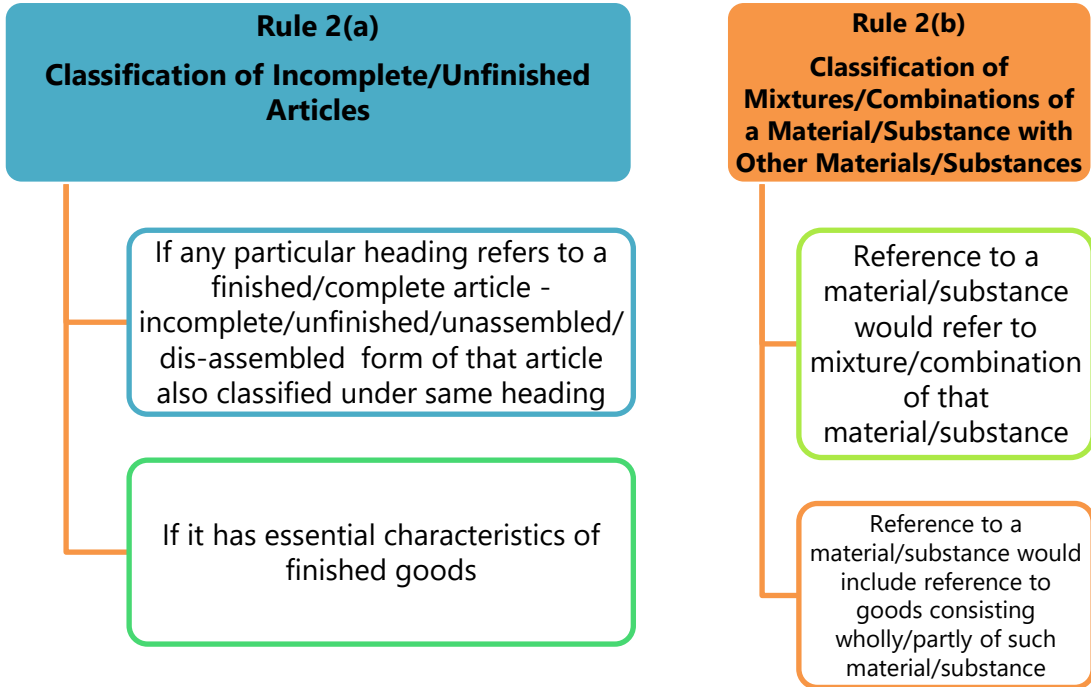 Rule 2(a)
Classification of Incomplete/Unfinished
Articles
If any particular heading refers to a
finished/complete article -
incomplete/unfinished/unassembled/
dis-assembled form of that article
also classified under same heading
If it has essential characteristics of
finished goods
Rule 2(b)
Classification of
Mixtures/Combinations of
a Material/Substance with
Other Materials/Substances
Reference to a
material/substance
would refer to
mixture/combination
of that
material/substance
Reference to a
material/substance would
include reference to
goods consisting
wholly/partly of such
material/substance